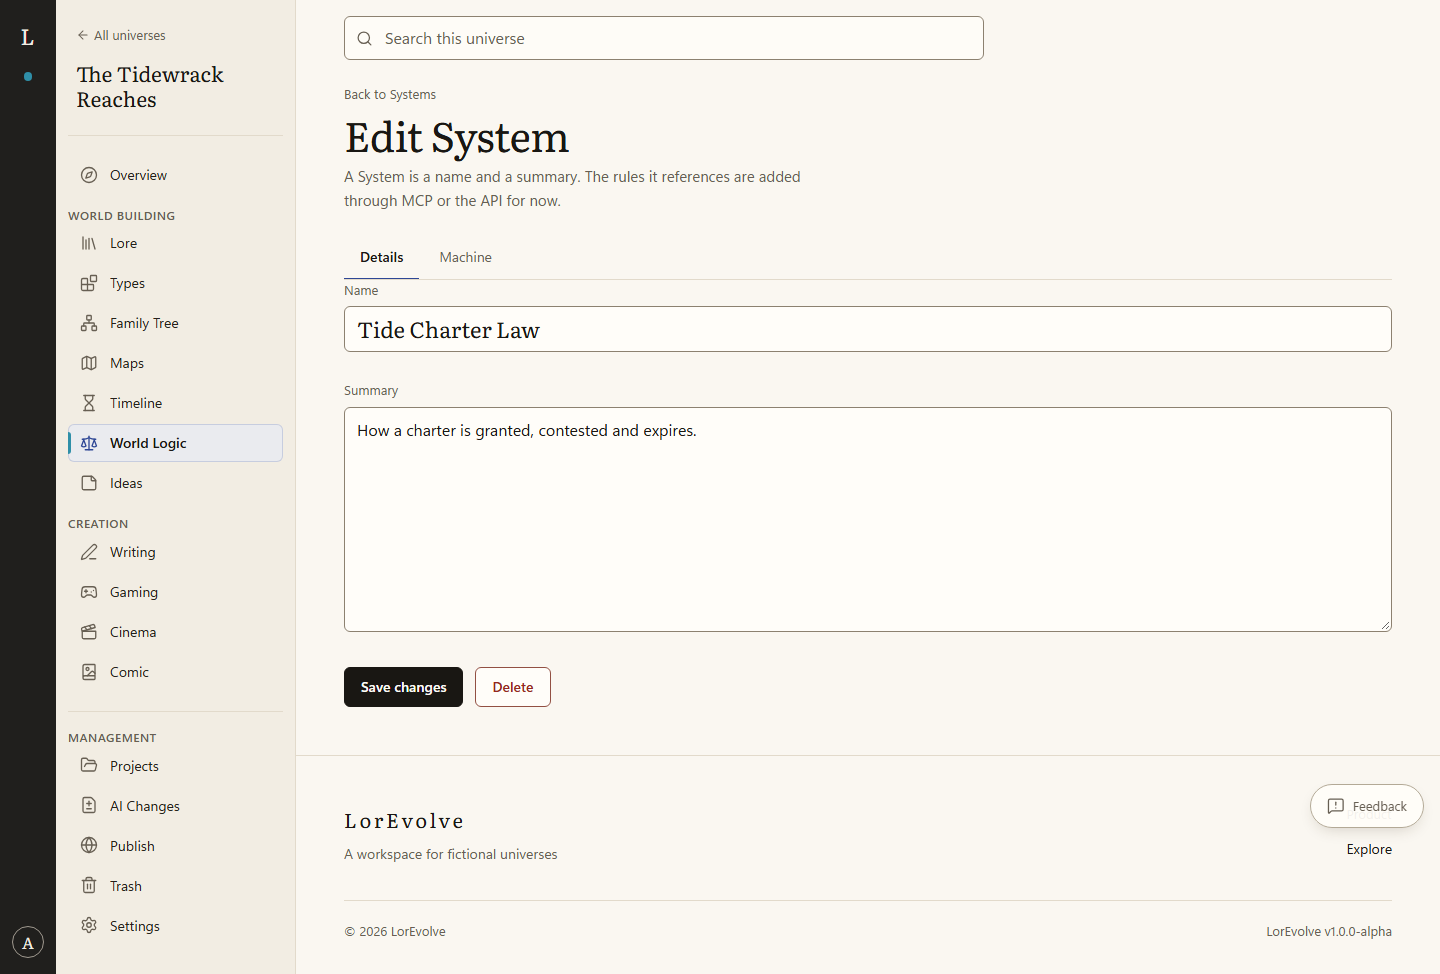 L
All universes
The Tidewrack
Reaches
Overview
WORLD BUILDING
Lore
Types
Family Tree
Maps
Timeline
World Logic
Ideas
CREATION
Writing
Gaming
Cinema
Comic
MANAGEMENT
Projects
AI Changes
Publish
Trash
Settings
A
Search this universe
Back to Systems
Edit System
A System is a name and a summary. The rules it references are added
through MCP or the API for now.
Details Machine
Name
Tide Charter Law
Summary
How a charter is granted, contested and expires.
Save changes Delete
LorEvolve
A workspace for fictional universes
Feedback
Explore
© 2026 LorEvolve
LorEvolve v1.0.0-alpha